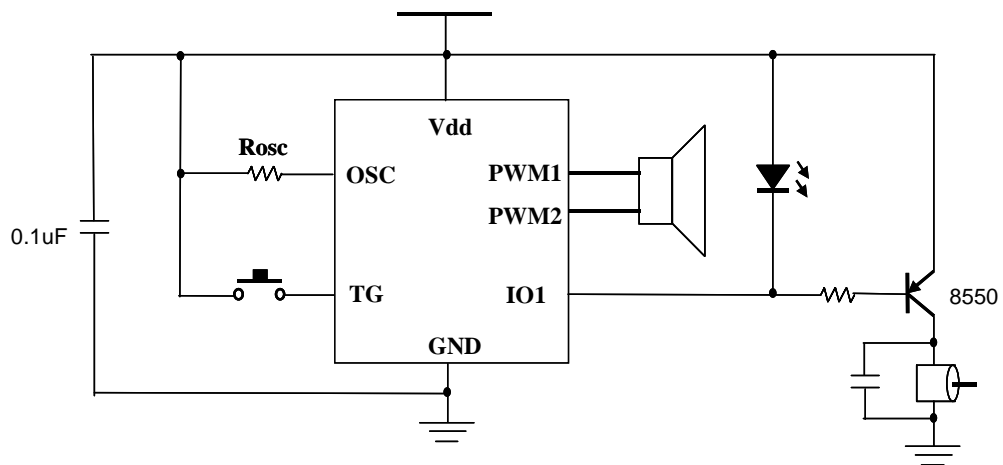 Vdd
Rosc
OSC
PWM1
PWM2
0.1uF
TG
IO1
8550
GND